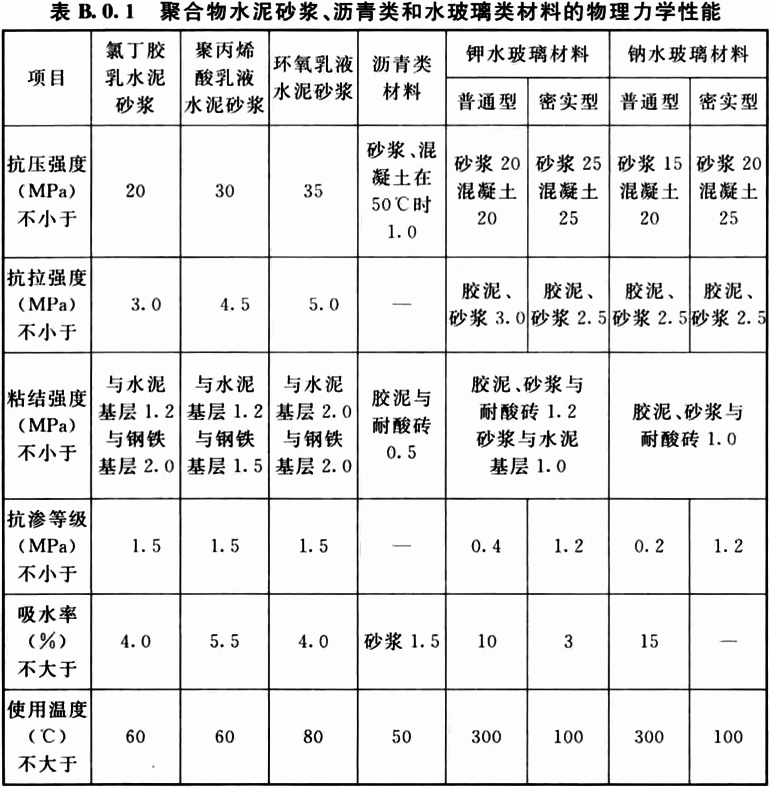 表 B.0.1 聚合物水泥砂浆、沥青类和水玻璃类材料的物理力学性能
项目
氯丁胶
乳水泥
砂浆
聚丙烯
酸乳液
水泥砂浆
环氧乳液
水泥砂浆
沥青类
材料
钾水玻璃材料
钠水玻璃材料
普通型
密实型
普通型
密实型
抗压强度
(MPa)
不小于
20
30
35
砂浆、混
凝土在
50℃时
1.0
砂浆 20
混凝土
20
砂浆 25
混凝土
25
砂浆 15
混凝土
20
砂浆 20
混凝土
25
抗拉强度
(MPa)
不小于
3.0
4.5
5.0
—
胶泥、
砂浆 3.0
胶泥、
砂浆 2.5
胶泥、
砂浆 2.5
胶泥、
砂浆 2.5
粘结强度
(MPa)
不小于
与水泥
基层 1.2
与钢铁
基层 2.0
与水泥
基层 1.2
与钢铁
基层 1.5
与水泥
基层 2.0
与钢铁
基层 2.0
胶泥与
耐酸砖
0.5
胶泥、砂浆与
耐酸砖 1.2
砂浆与水泥
基层 1.0
胶泥、砂浆与
耐酸砖 1.0
抗渗等级
(MPa)
不小于
1.5
1.5
1.5
—
0.4
1.2
0.2
1.2
吸水率
(%)
不大于
4.0
5.5
4.0
砂浆 1.5
10
3
15
—
使用温度
(℃)
不大于
60
60
80
50
300
100
300
100